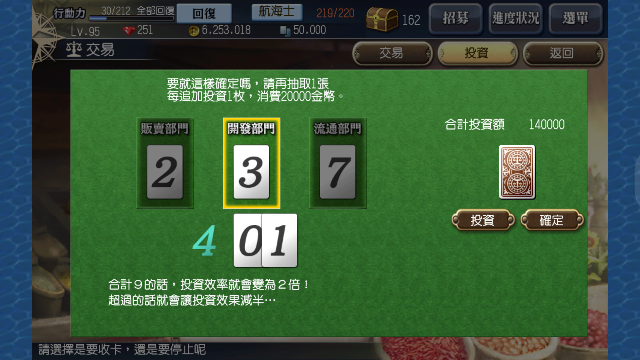 行動力 30/212 全部回復 回復 航海士 219/220 162 招募 進度狀況 選單
Lv.95 251 6,253,018 50,000
交易 交易 投資 返回
要就這樣確定嗎，請再抽取1張
每追加投資1枚，消費20000金幣。
販賣部門 開發部門 流通部門
合計投資額 140000
2 3 7
投資 確定
4 0 1
合計９的話，投資效率就會變為２倍！
超過的話就會讓投資效果減半…
請選擇是要收卡，還是要停止呢